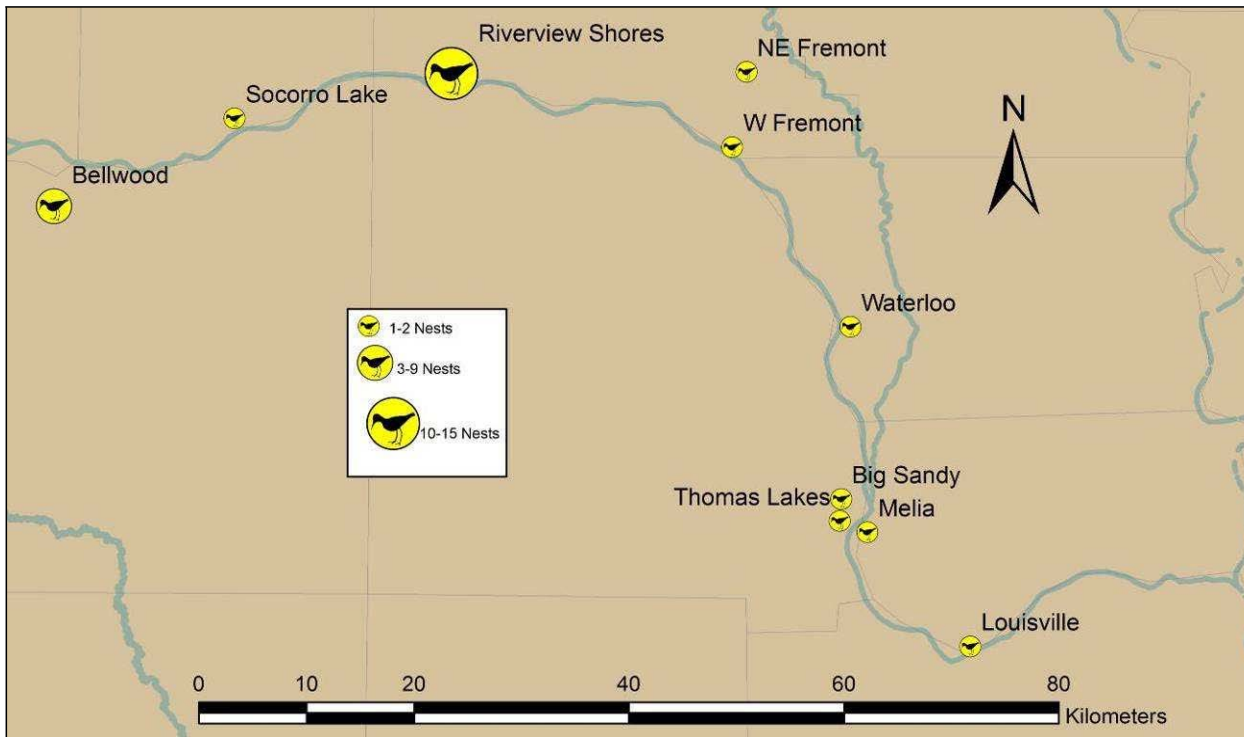 Riverview Shores
NE Fremont
Socorro Lake
W Fremont
N
Bellwood
Waterloo
1-2 Nests
3-9 Nests
10-15 Nests
Big Sandy
Thomas Lakes
Melia
Louisville
0 10 20 40 60 80
Kilometers